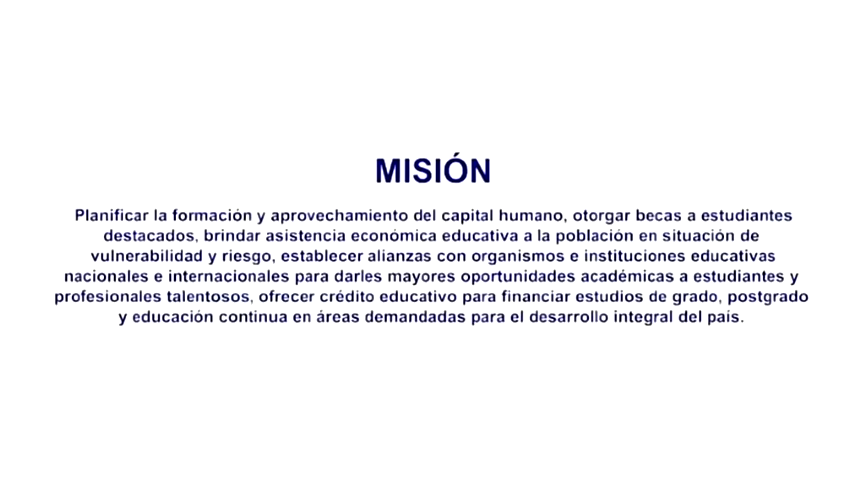 MISIÓN
Planificar la formación y aprovechamiento del capital humano, otorgar becas a estudiantes
destacados, brindar asistencia económica educativa a la población en situación de
vulnerabilidad y riesgo, establecer alianzas con organismos e instituciones educativas
nacionales e internacionales para darles mayores oportunidades académicas a estudiantes y
profesionales talentosos, ofrecer crédito educativo para financiar estudios de grado, postgrado
y educación continua en áreas demandadas para el desarrollo integral del país.